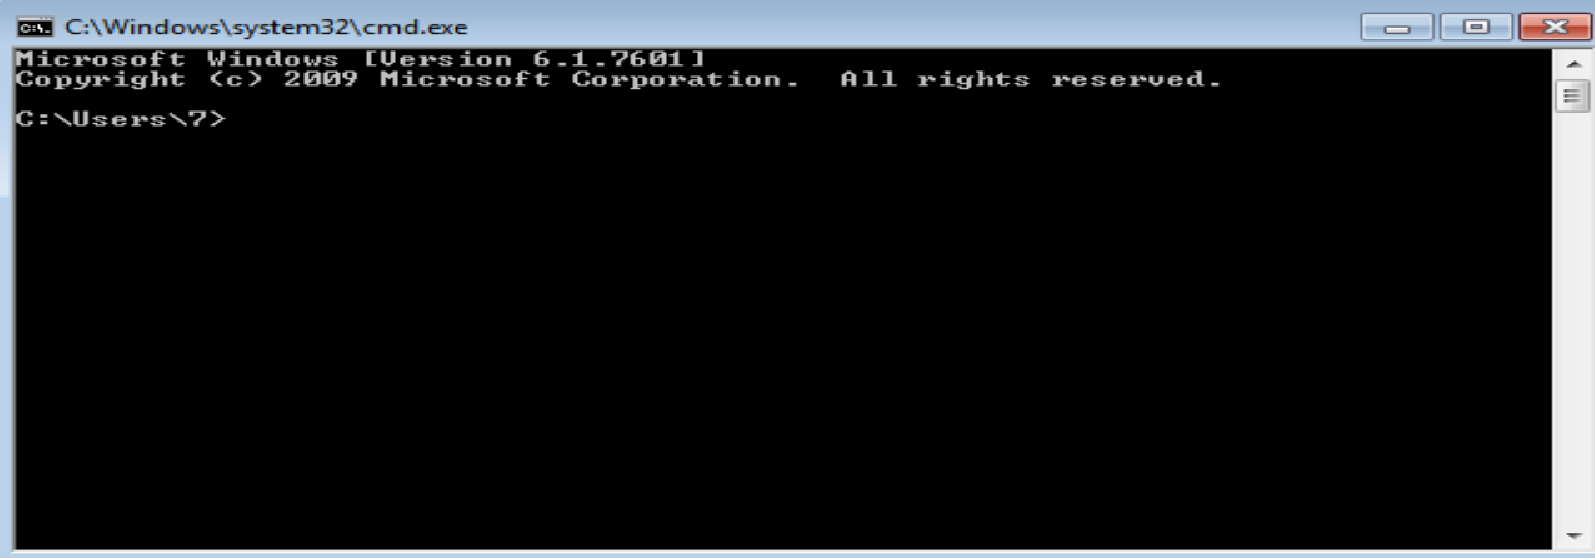 C:\Windows\system32\cmd.exe
Microsoft Windows [Version 6.1.7601]
Copyright (c) 2009 Microsoft Corporation.  All rights reserved.
C:\Users\7>